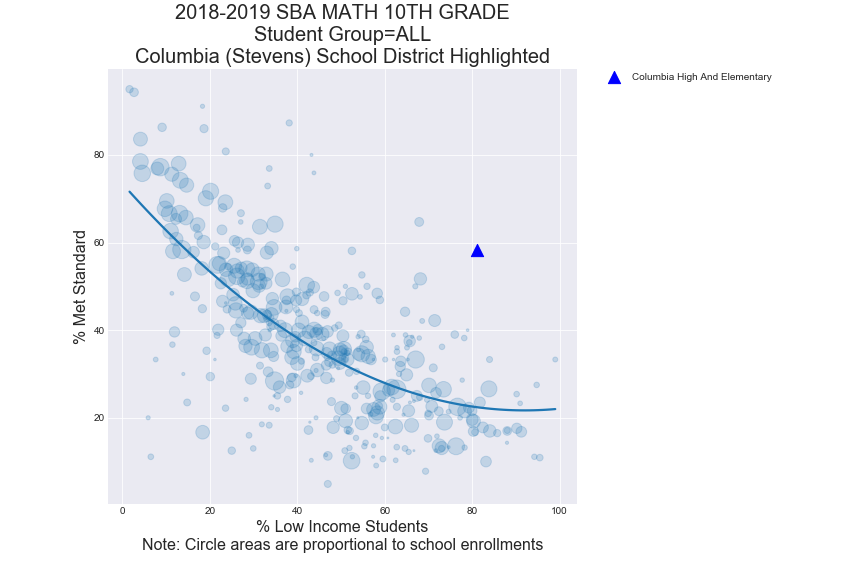 2018-2019 SBA MATH 10TH GRADE
Student Group=ALL
Columbia (Stevens) School District Highlighted
Columbia High And Elementary
% Met Standard
80
60
40
20
0 20 40 60 80 100
% Low Income Students
Note: Circle areas are proportional to school enrollments